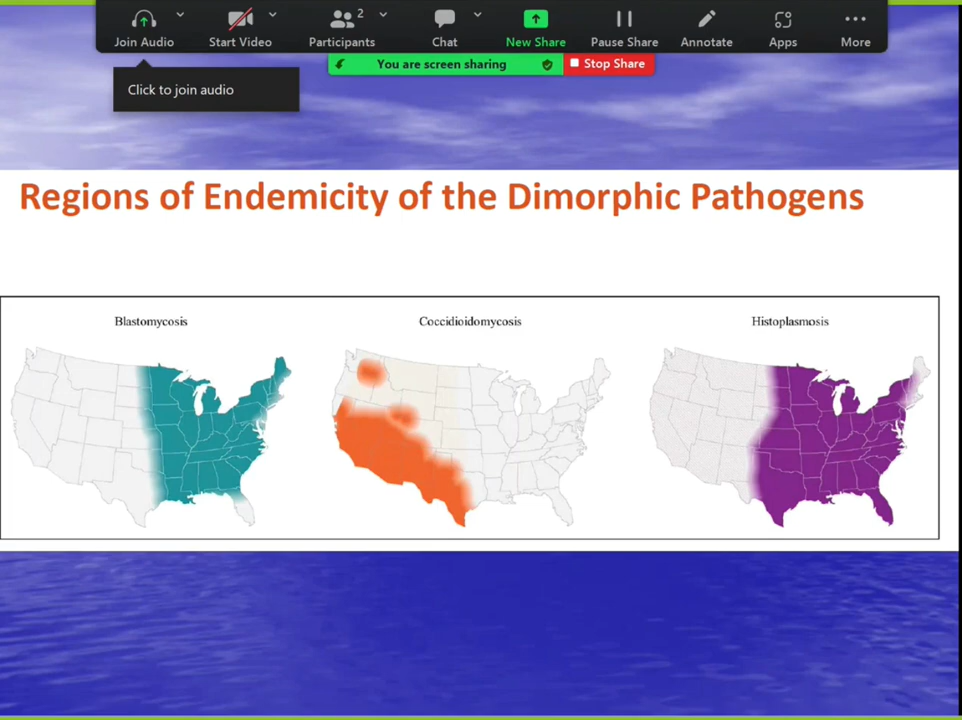 Join Audio
Start Video
Participants 2
Chat
New Share
Pause Share
Annotate
Apps
More
You are screen sharing
Stop Share
Click to join audio
Regions of Endemicity of the Dimorphic Pathogens
Blastomycosis
Coccidioidomycosis
Histoplasmosis